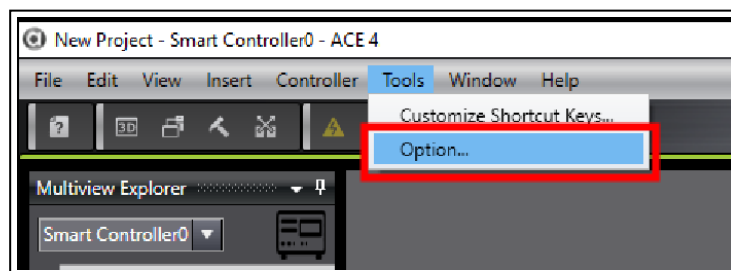 New Project - Smart Controller0 - ACE 4
File Edit View Insert Controller Tools Window Help
3D
Customize Shortcut Keys...
Option...
Multiview Explorer
Smart Controller0